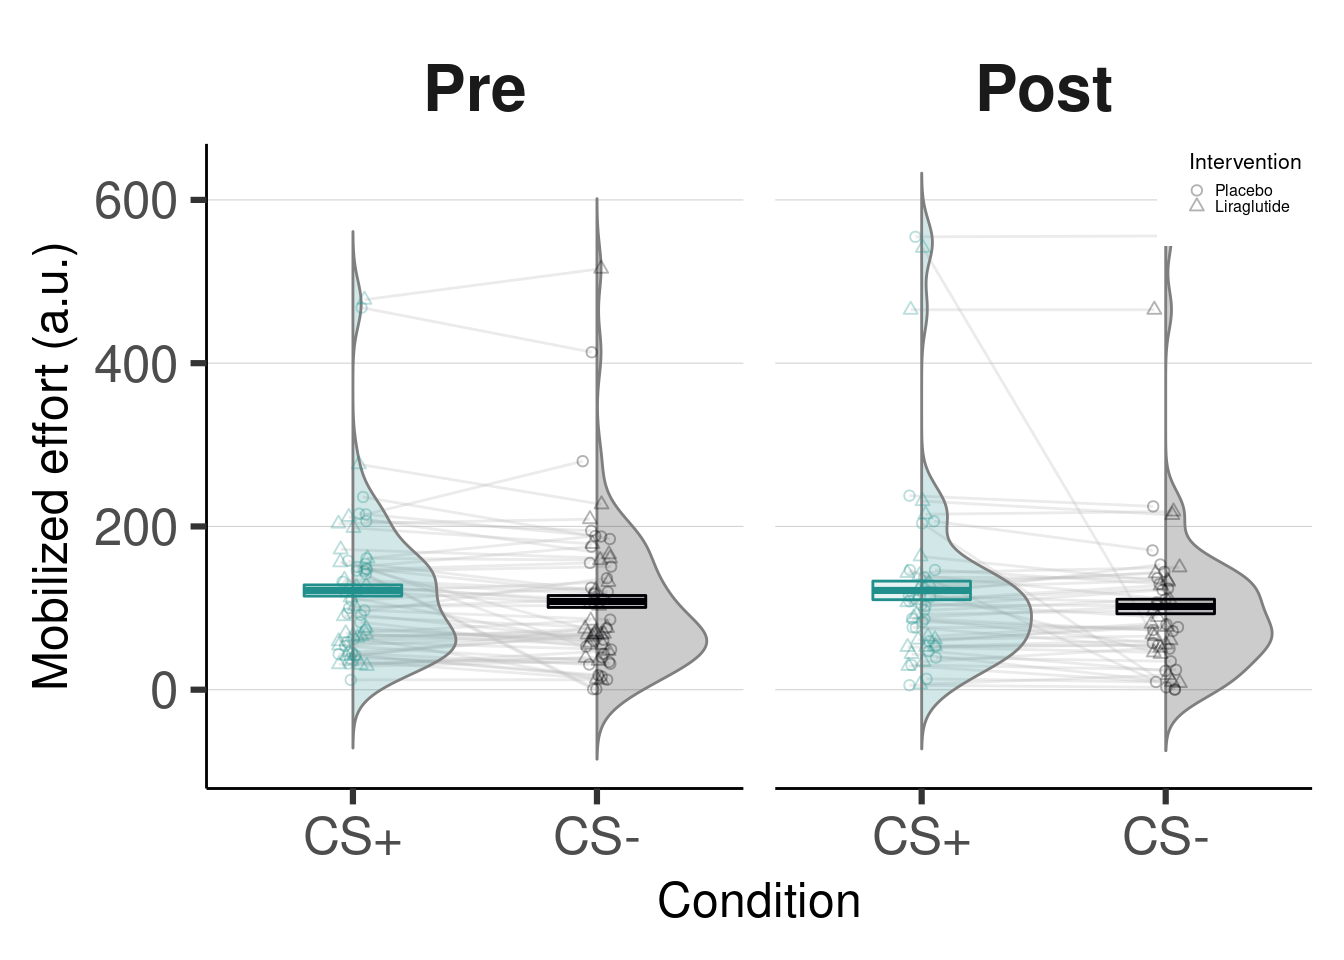 Pre
Post
Intervention
Placebo
Liraglutide
Mobilized effort (a.u.)
600
400
200
0
CS+
CS-
CS+
CS-
Condition